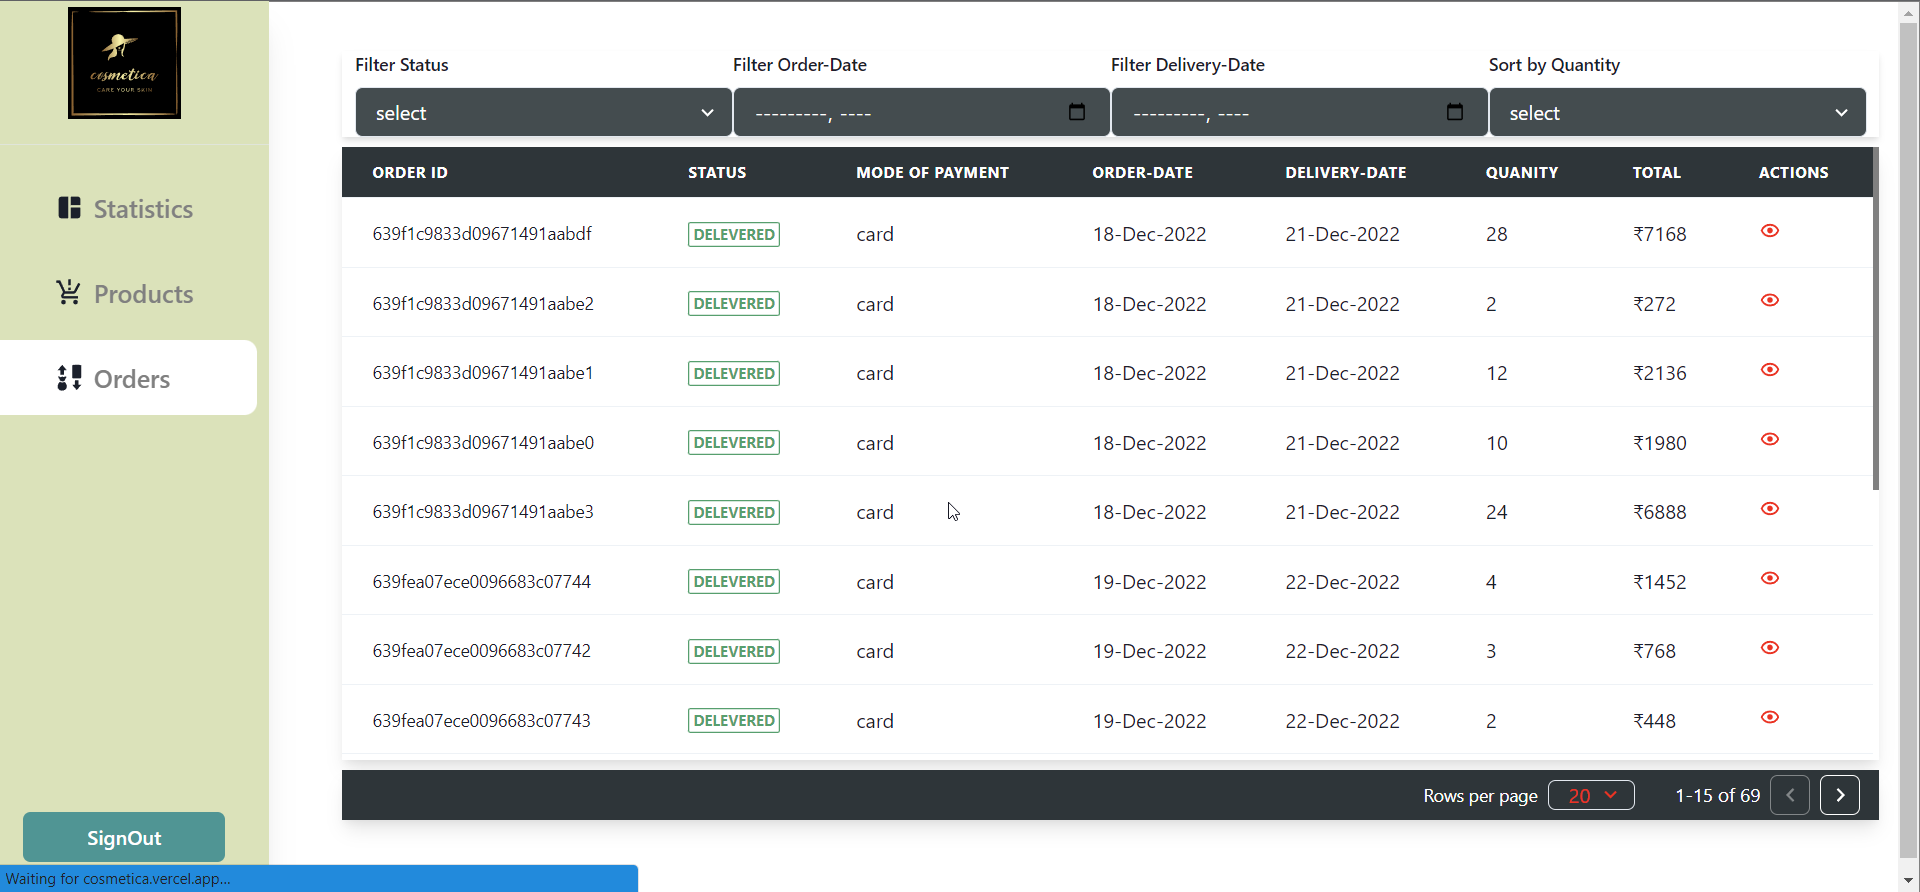 cosmetica
CARE YOUR SKIN
Statistics
Products
Orders
SignOut
Waiting for cosmetica.vercel.app...
Filter Status Filter Order-Date Filter Delivery-Date Sort by Quantity
select ---------, ---- ---------, ---- select
ORDER ID STATUS MODE OF PAYMENT ORDER-DATE DELIVERY-DATE QUANITY TOTAL ACTIONS
639f1c9833d09671491aabdf DELEVERED card 18-Dec-2022 21-Dec-2022 28 ₹7168
639f1c9833d09671491aabe2 DELEVERED card 18-Dec-2022 21-Dec-2022 2 ₹272
639f1c9833d09671491aabe1 DELEVERED card 18-Dec-2022 21-Dec-2022 12 ₹2136
639f1c9833d09671491aabe0 DELEVERED card 18-Dec-2022 21-Dec-2022 10 ₹1980
639f1c9833d09671491aabe3 DELEVERED card 18-Dec-2022 21-Dec-2022 24 ₹6888
639fea07ece0096683c07744 DELEVERED card 19-Dec-2022 22-Dec-2022 4 ₹1452
639fea07ece0096683c07742 DELEVERED card 19-Dec-2022 22-Dec-2022 3 ₹768
639fea07ece0096683c07743 DELEVERED card 19-Dec-2022 22-Dec-2022 2 ₹448
Rows per page 20 1-15 of 69